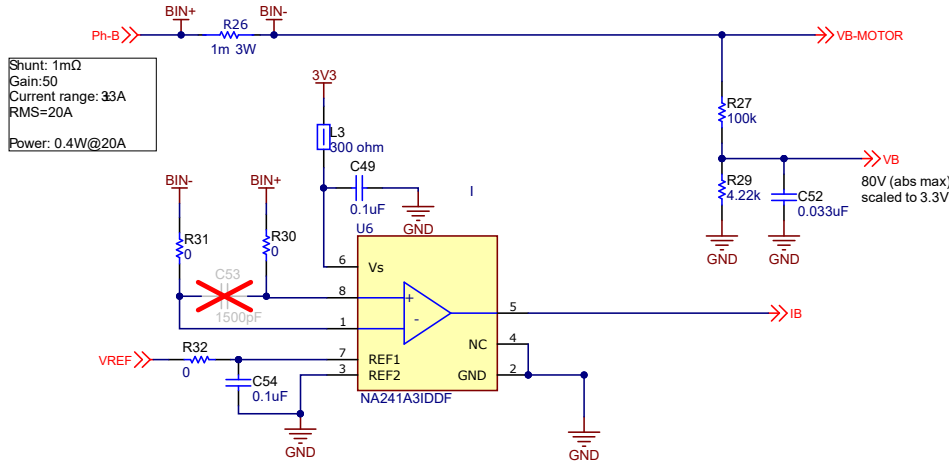 BIN+
BIN-
Ph-B
R26
1m 3W
VB-MOTOR
Shunt: 1mΩ
Gain:50
Current range: ±33A
RMS=20A
Power: 0.4W@20A
3V3
L3
300 ohm
R27
100k
C49
0.1uF
I
GND
VB
80V (abs max)
scaled to 3.3V
R29
4.22k
C52
0.033uF
GND
GND
BIN-
BIN+
R31
0
R30
0
C53
1500pF
U6
6
Vs
8
+
1
-
5
IB
NC
4
VREF
R32
0
7
REF1
3
REF2
GND
2
C54
0.1uF
NA241A3IDDF
GND
GND